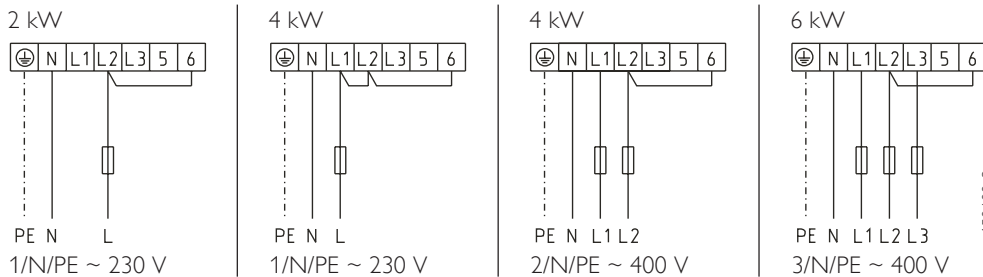 2 kW
N L1 L2 L3 5 6
PE N L
1/N/PE ~ 230 V
4 kW
N L1 L2 L3 5 6
PE N L
1/N/PE ~ 230 V
4 kW
N L1 L2 L3 5 6
PE N L1 L2
2/N/PE ~ 400 V
6 kW
N L1 L2 L3 5 6
PE N L1 L2 L3
3/N/PE ~ 400 V